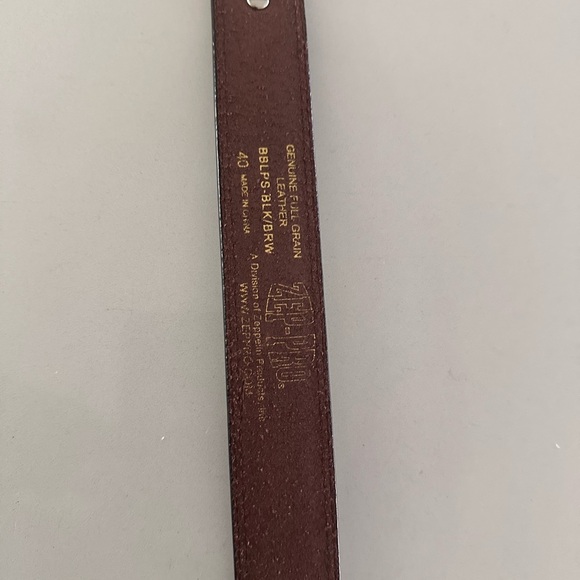 GENUINE FULL GRAIN
LEATHER
BBLPS-BLK/BRW
40 MADE IN CHINA
ZEP-PRO
A Division of Zeppelin Products, Inc.
WWW.ZEPPRO.COM